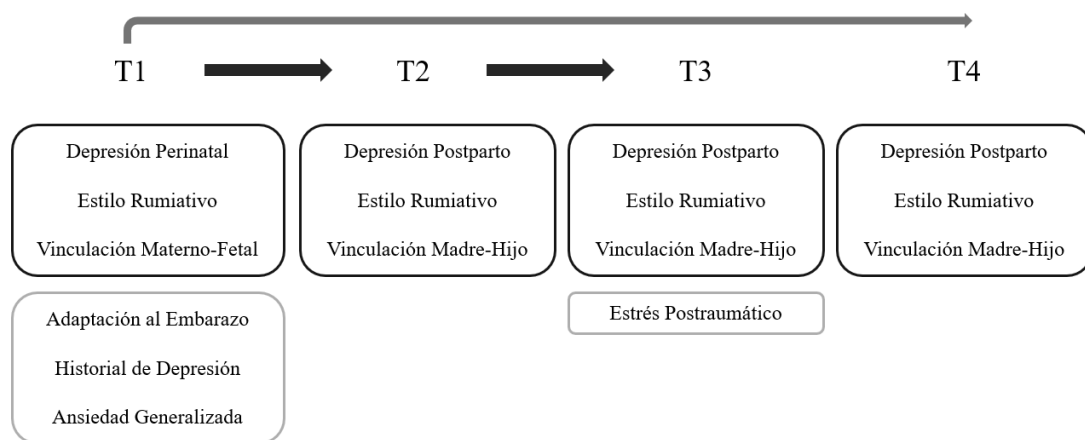 T1
T2
T3
T4
Depresión Perinatal
Estilo Rumiativo
Vinculación Materno-Fetal
Depresión Postparto
Estilo Rumiativo
Vinculación Madre-Hijo
Depresión Postparto
Estilo Rumiativo
Vinculación Madre-Hijo
Depresión Postparto
Estilo Rumiativo
Vinculación Madre-Hijo
Adaptación al Embarazo
Historial de Depresión
Ansiedad Generalizada
Estrés Postraumático